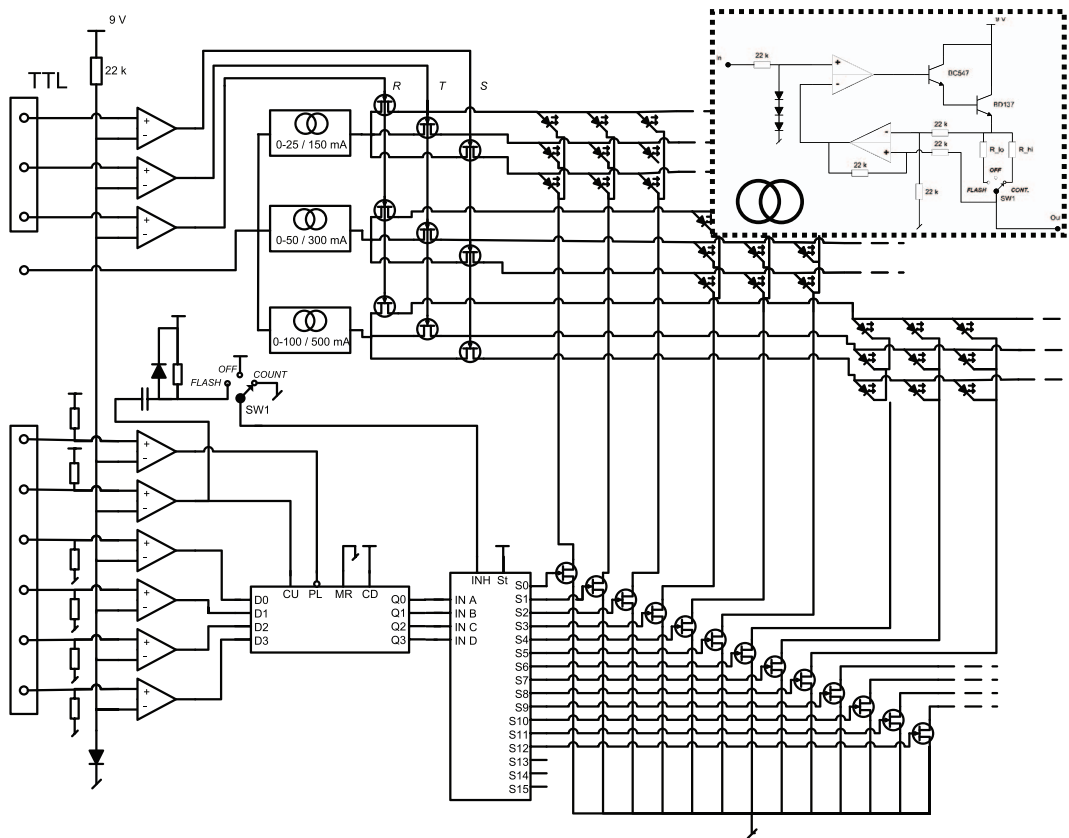 9 V
22 k
TTL
R T S
0-25 / 150 mA
0-50 / 300 mA
0-100 / 500 mA
9 V
In
22 k
+
-
BC547
BD137
-
+
22 k
22 k
22 k
22 k
R_lo
R_hi
OFF
FLASH
CONT.
SW1
Ou
+
-
+
-
+
-
OFF
FLASH
COUNT
SW1
+
-
+
-
+
-
+
-
+
-
+
-
CU PL MR CD
D0 Q0
D1 Q1
D2 Q2
D3 Q3
INH St
IN A
IN B
IN C
IN D
S0
S1
S2
S3
S4
S5
S6
S7
S8
S9
S10
S11
S12
S13
S14
S15